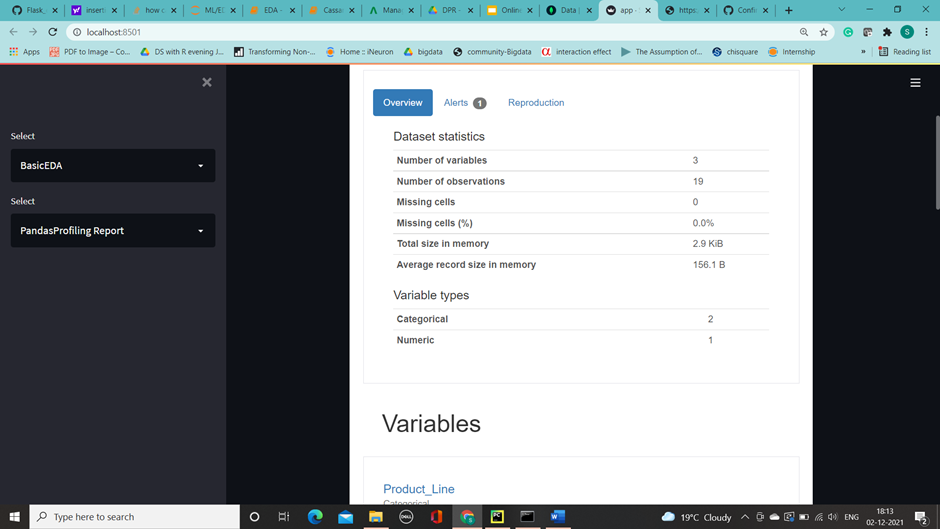 Flask_
insert
how c
ML/EI
EDA -
Cassa
Mana
DPR -
Online
Data i
app ·
https:
Confi
localhost:8501
Apps
PDF to Image – Co...
DS with R evening J...
Transforming Non-...
Home :: iNeuron
bigdata
community-Bigdata
interaction effect
The Assumption of...
chisquare
Internship
»
Reading list
Select
BasicEDA
Select
PandasProfiling Report
Overview
Alerts 1
Reproduction
Dataset statistics
Number of variables 3
Number of observations 19
Missing cells 0
Missing cells (%) 0.0%
Total size in memory 2.9 KiB
Average record size in memory 156.1 B
Variable types
Categorical 2
Numeric 1
Variables
Product_Line
Categorical
Type here to search
19°C Cloudy
ENG
18:13
02-12-2021
2